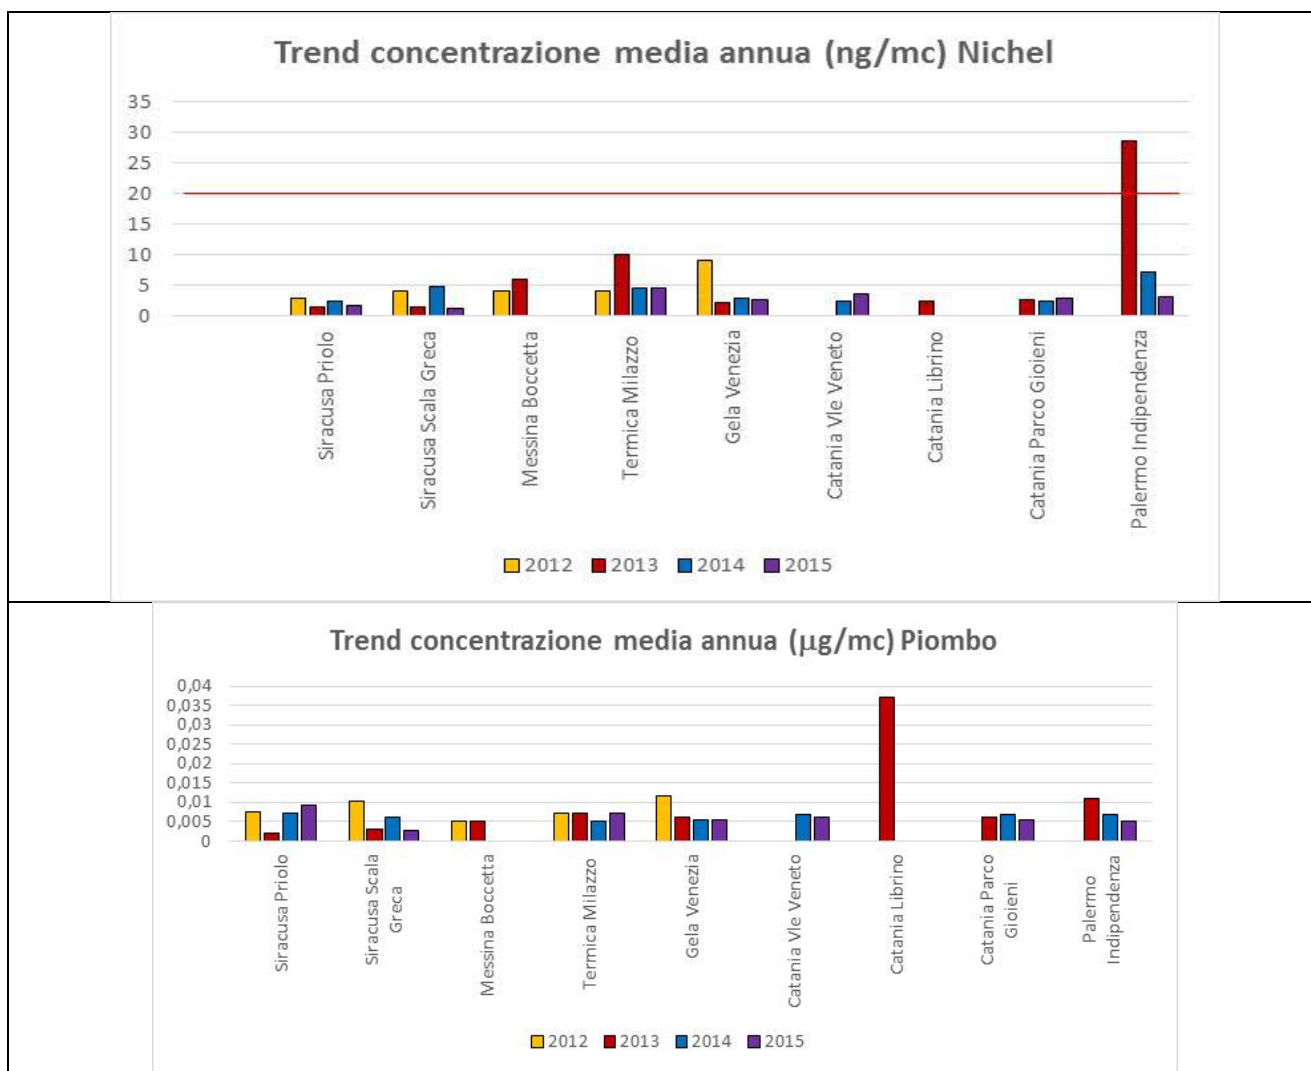 Trend concentrazione media annua (ng/mc) Nichel
35
30
25
20
15
10
5
0
Siracusa Priolo
Siracusa Scala Greca
Messina Boccetta
Termica Milazzo
Gela Venezia
Catania Vle Veneto
Catania Librino
Catania Parco Gioieni
Palermo Indipendenza
2012 2013 2014 2015
Trend concentrazione media annua (µg/mc) Piombo
0,04
0,035
0,03
0,025
0,02
0,015
0,01
0,005
0
Siracusa Priolo
Siracusa Scala
Greca
Messina Boccetta
Termica Milazzo
Gela Venezia
Catania Vle Veneto
Catania Librino
Catania Parco
Gioieni
Palermo
Indipendenza
2012 2013 2014 2015